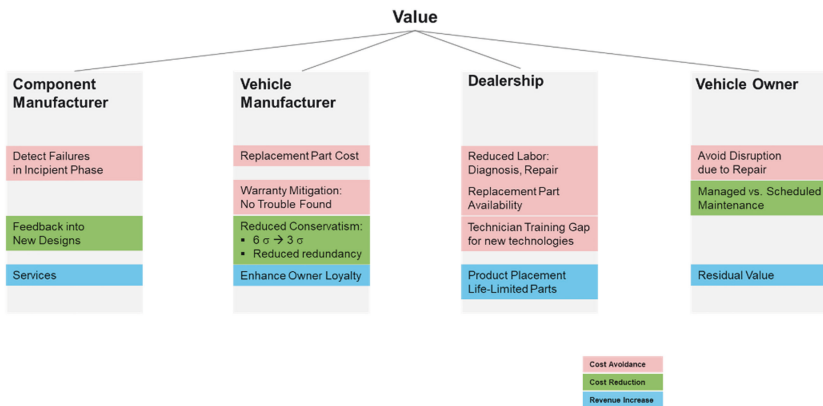 Value
Component
Manufacturer
Detect Failures
in Incipient Phase
Feedback into
New Designs
Services
Vehicle
Manufacturer
Replacement Part Cost
Warranty Mitigation:
No Trouble Found
Reduced Conservatism:
▪ 6 σ → 3 σ
▪ Reduced redundancy
Enhance Owner Loyalty
Dealership
Reduced Labor:
Diagnosis, Repair
Replacement Part
Availability
Technician Training Gap
for new technologies
Product Placement
Life-Limited Parts
Vehicle Owner
Avoid Disruption
due to Repair
Managed vs. Scheduled
Maintenance
Residual Value
Cost Avoidance
Cost Reduction
Revenue Increase